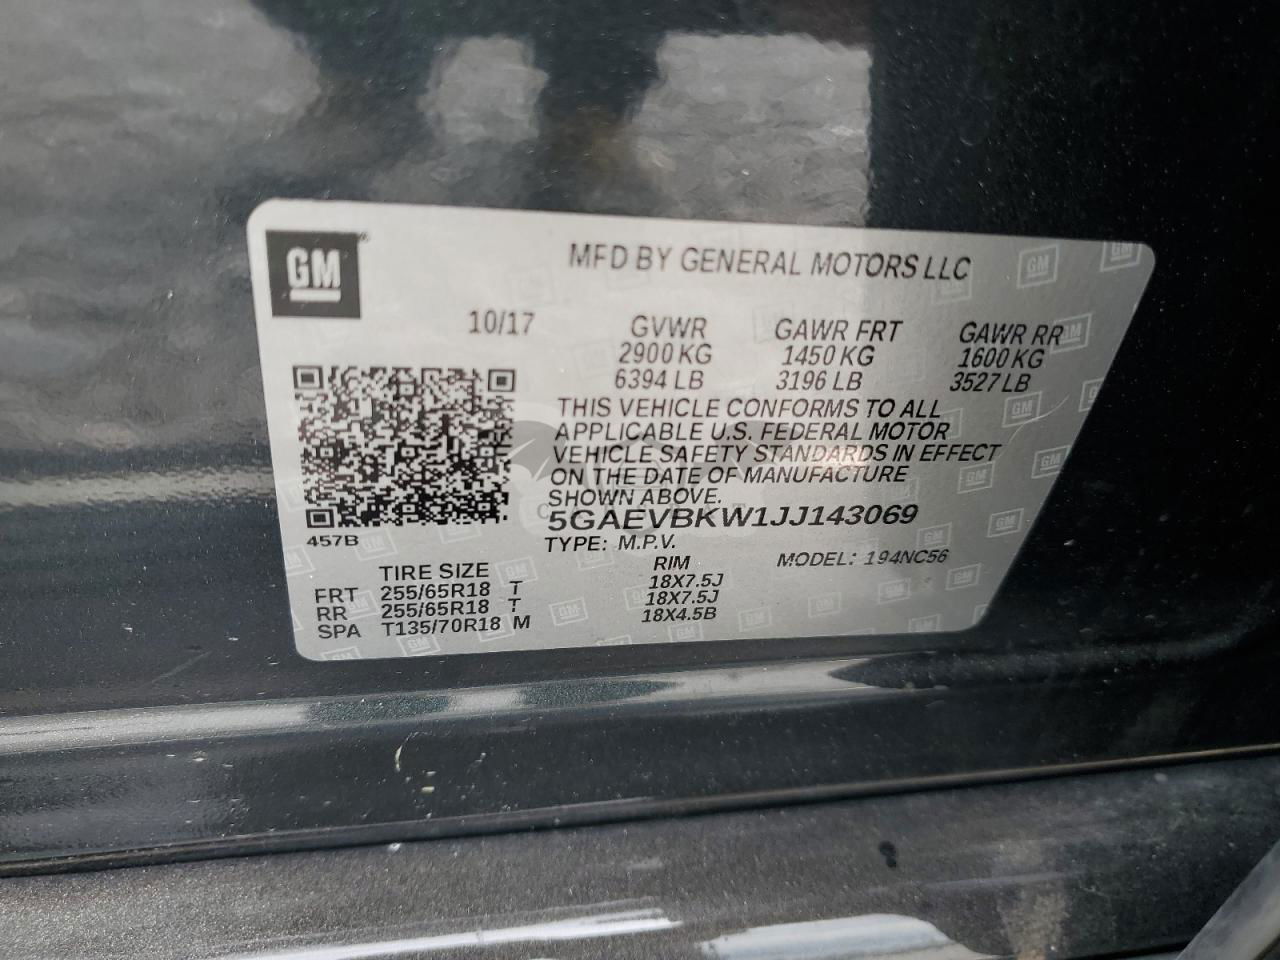 GM
MFD BY GENERAL MOTORS LLC
10/17 GVWR GAWR FRT GAWR RR
2900 KG 1450 KG 1600 KG
6394 LB 3196 LB 3527 LB
THIS VEHICLE CONFORMS TO ALL
APPLICABLE U.S. FEDERAL MOTOR
VEHICLE SAFETY STANDARDS IN EFFECT
ON THE DATE OF MANUFACTURE
SHOWN ABOVE.
5GAEVBKW1JJ143069
457B
TYPE: M.P.V. MODEL: 194NC56
TIRE SIZE RIM
FRT 255/65R18 T 18X7.5J
RR 255/65R18 T 18X7.5J
SPA T135/70R18 M 18X4.5B